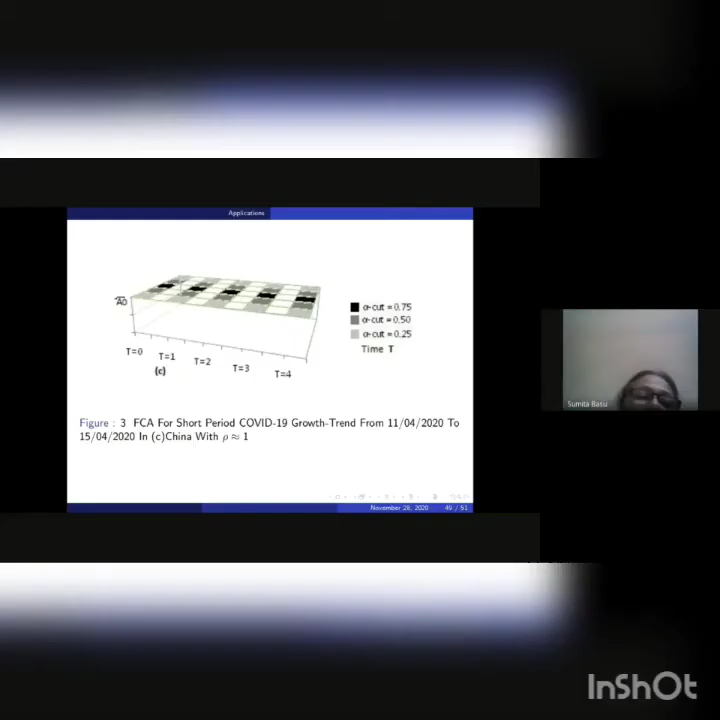 Applications
A0
α-cut = 0.75
α-cut = 0.50
α-cut = 0.25
Time T
T=0
T=1
T=2
T=3
T=4
(c)
Figure : 3 FCA For Short Period COVID-19 Growth-Trend From 11/04/2020 To
15/04/2020 In (c)China With ρ ≈ 1
November 28, 2020 49 / 51
Sumita Basu
InShOt